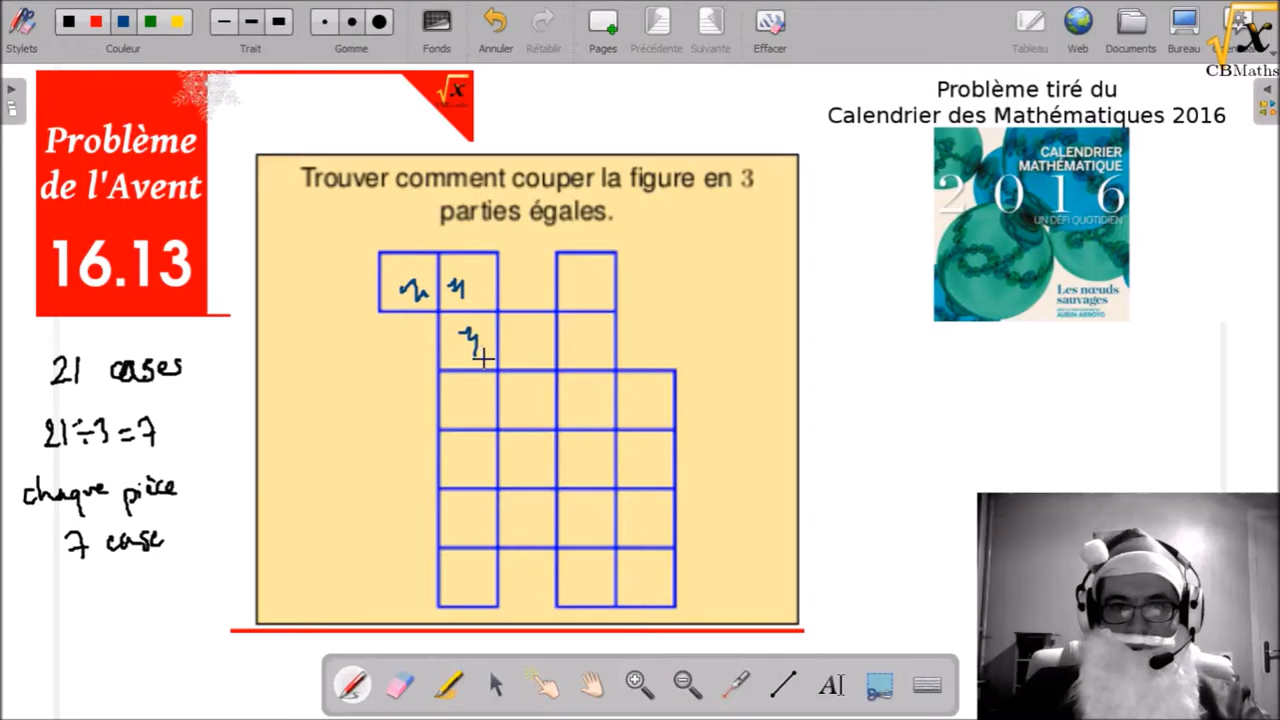 Stylets
Couleur
Trait
Gomme
Fonds
Annuler
Rétablir
Pages
Précédente
Suivante
Effacer
Tableau
Web
Documents
Bureau
CBMaths
Problème
de l'Avent
16.13
Trouver comment couper la figure en 3
parties égales.
Problème tiré du
Calendrier des Mathématiques 2016
CALENDRIER
MATHÉMATIQUE
2016
UN DÉFI QUOTIDIEN
Les nœuds
sauvages
21 cases
21÷3=7
chaque pièce
7 case